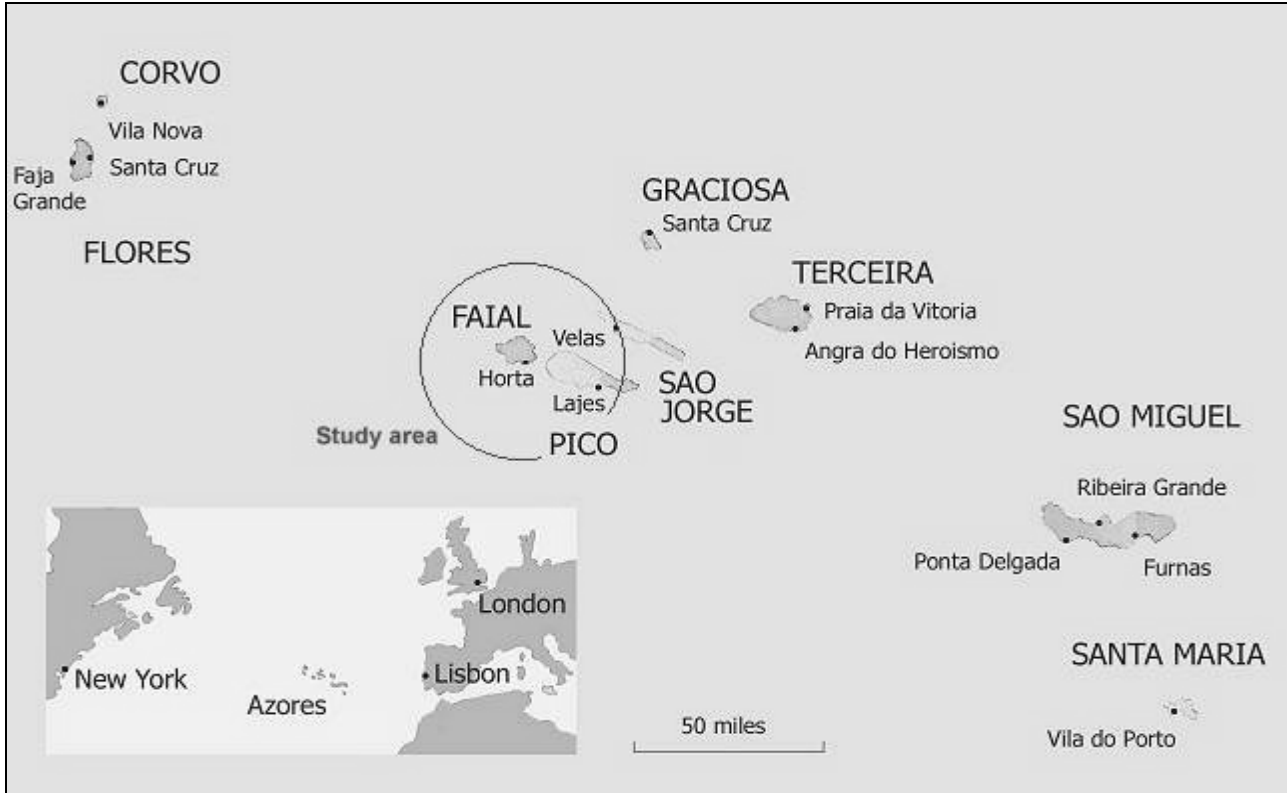 CORVO
Vila Nova
Faja
Grande
Santa Cruz
FLORES
GRACIOSA
Santa Cruz
TERCEIRA
Praia da Vitoria
Angra do Heroismo
FAIAL
Velas
Horta
Lajes
SAO
JORGE
Study area
PICO
SAO MIGUEL
Ribeira Grande
Ponta Delgada
Furnas
SANTA MARIA
Vila do Porto
50 miles
London
New York
Lisbon
Azores